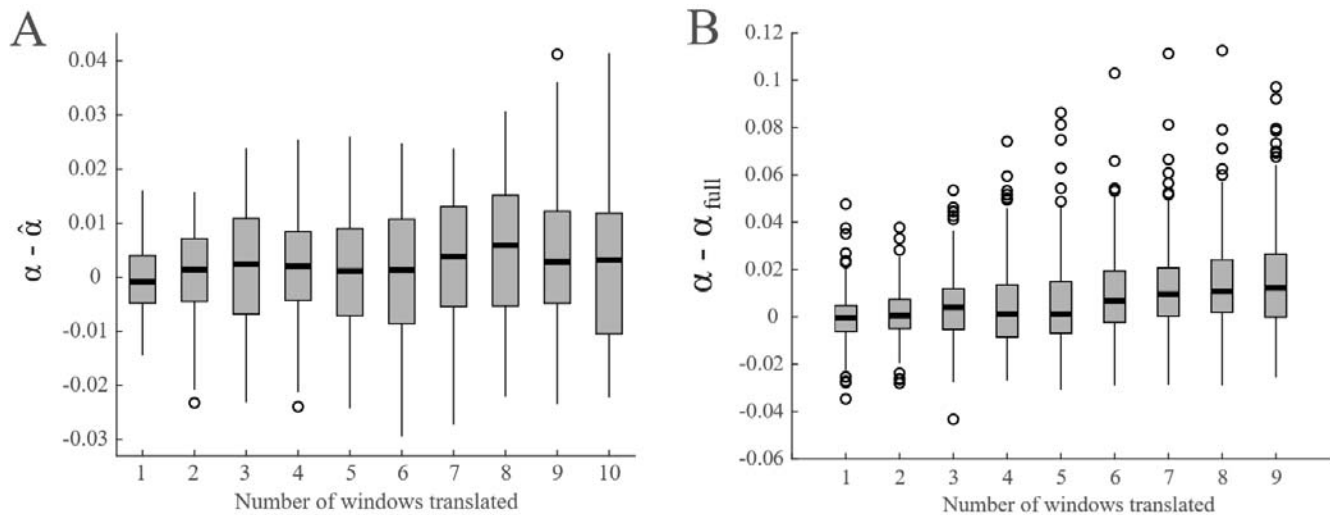 A
α - α̂
0.04
0.03
0.02
0.01
0
-0.01
-0.02
-0.03
1 2 3 4 5 6 7 8 9 10
Number of windows translated
B
α - α full
0.12
0.1
0.08
0.06
0.04
0.02
0
-0.02
-0.04
-0.06
1 2 3 4 5 6 7 8 9
Number of windows translated